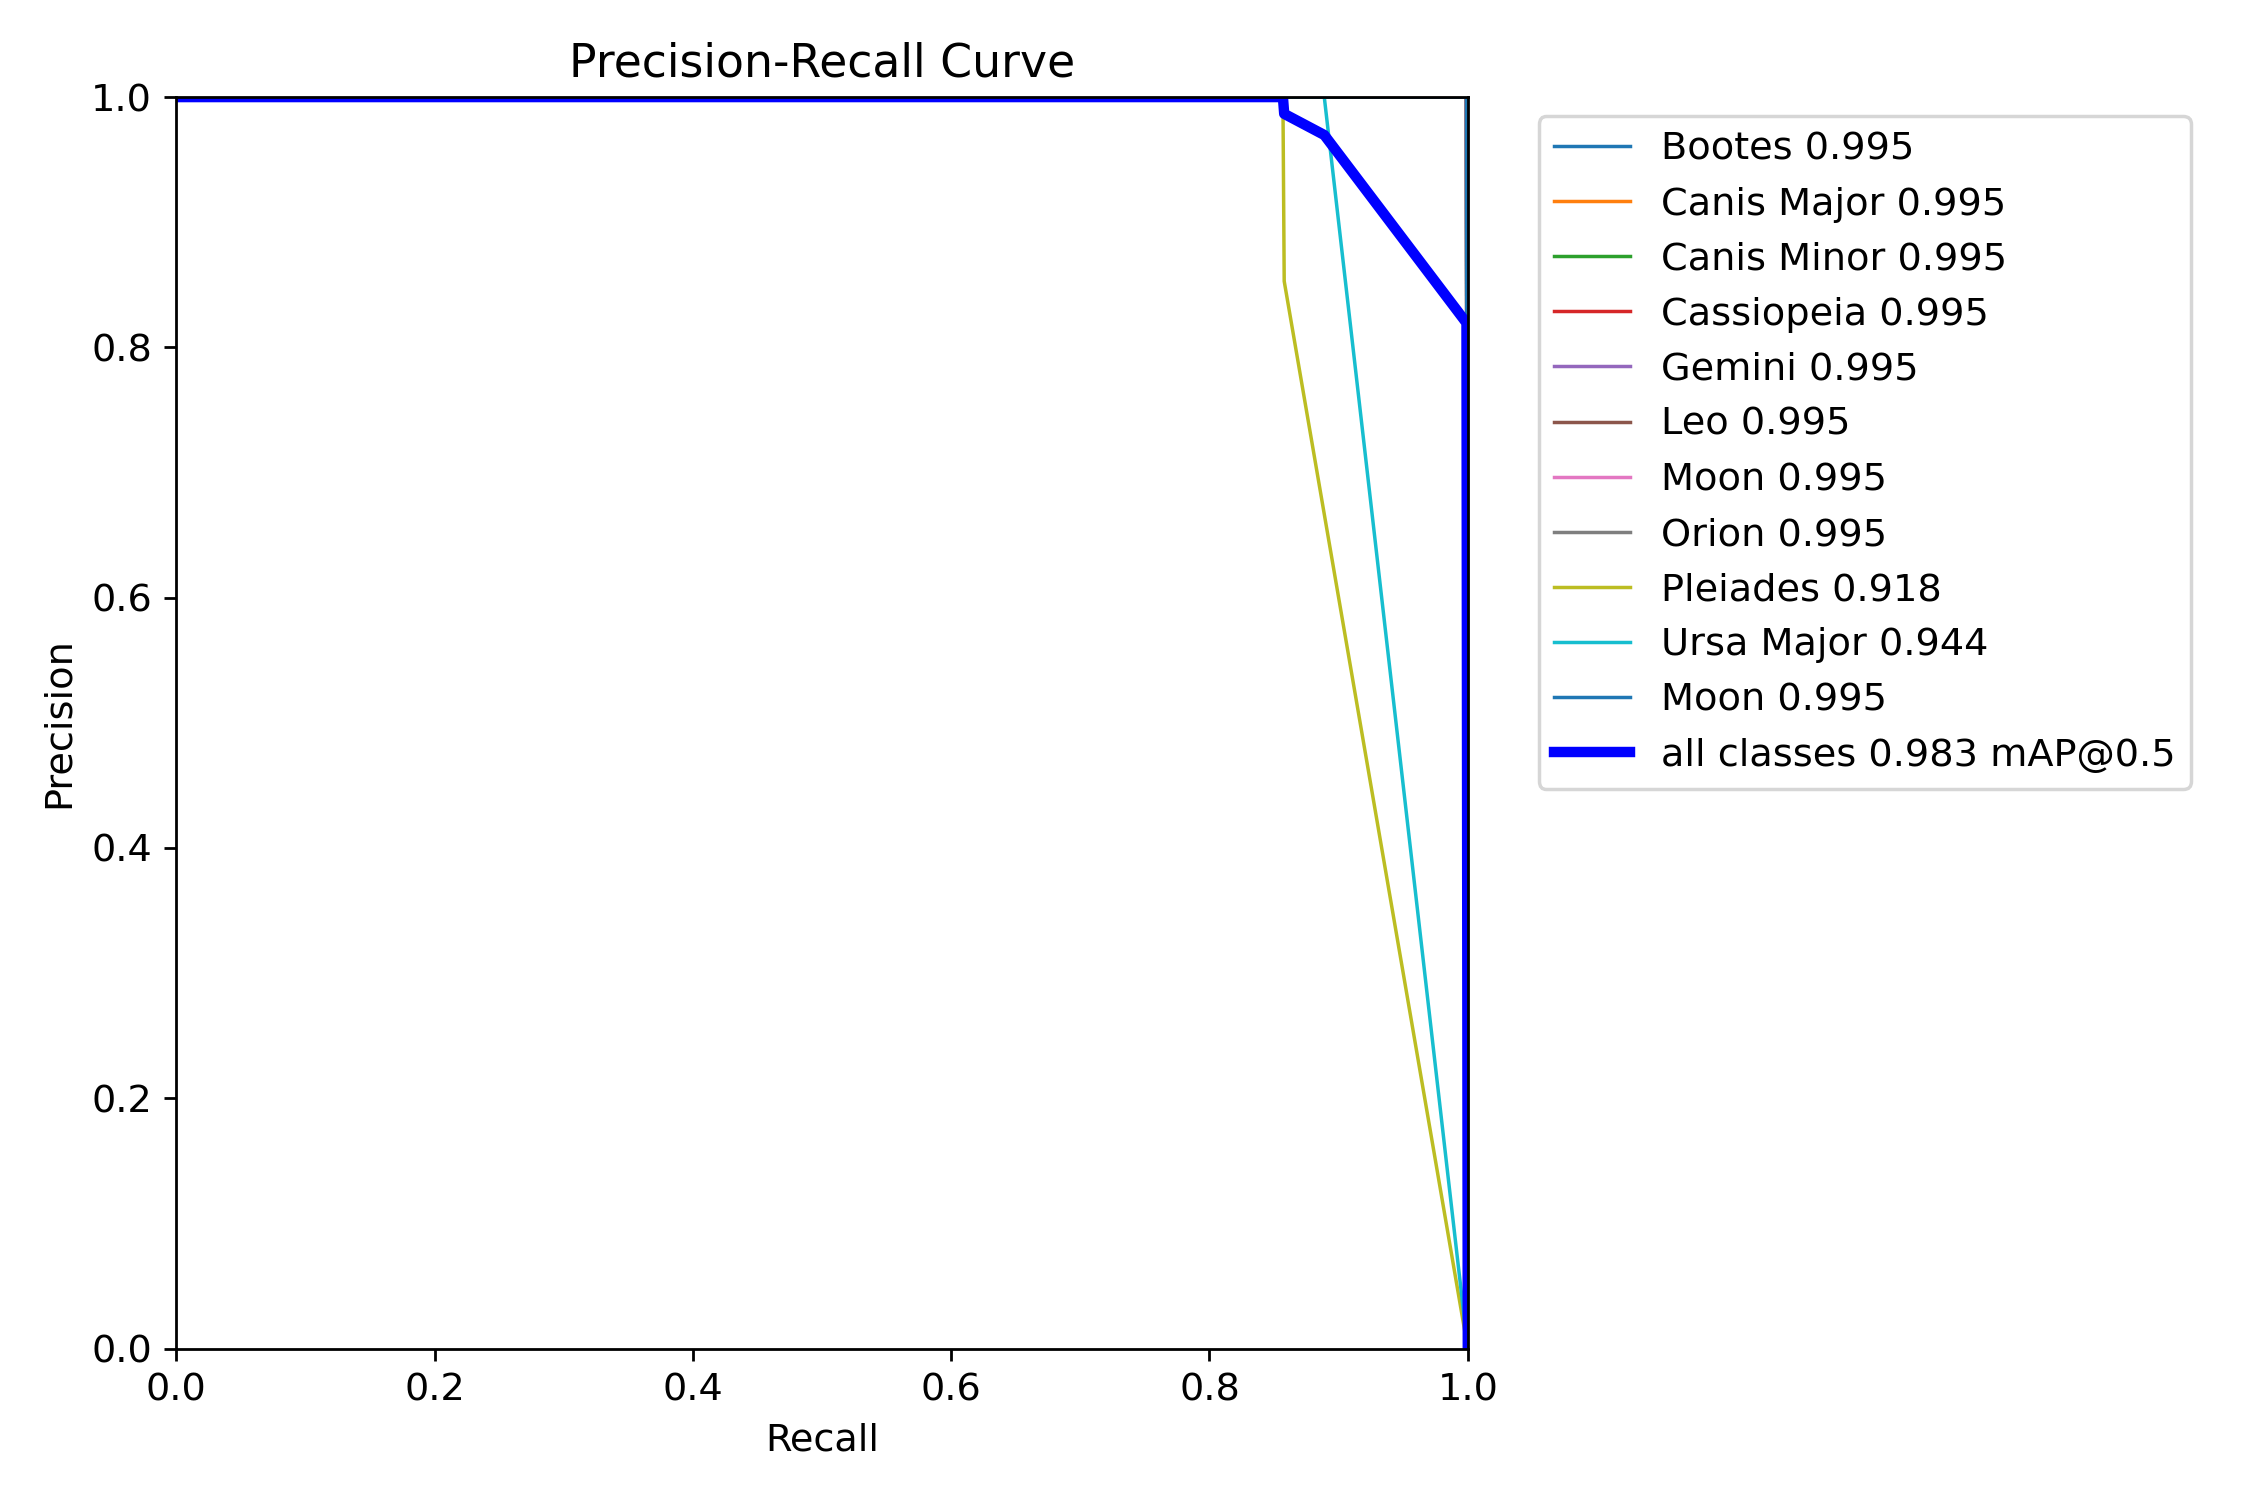 Precision-Recall Curve
1.0
0.8
0.6
0.4
0.2
0.0
Precision
0.0 0.2 0.4 0.6 0.8 1.0
Recall
Bootes 0.995
Canis Major 0.995
Canis Minor 0.995
Cassiopeia 0.995
Gemini 0.995
Leo 0.995
Moon 0.995
Orion 0.995
Pleiades 0.918
Ursa Major 0.944
Moon 0.995
all classes 0.983 mAP@0.5